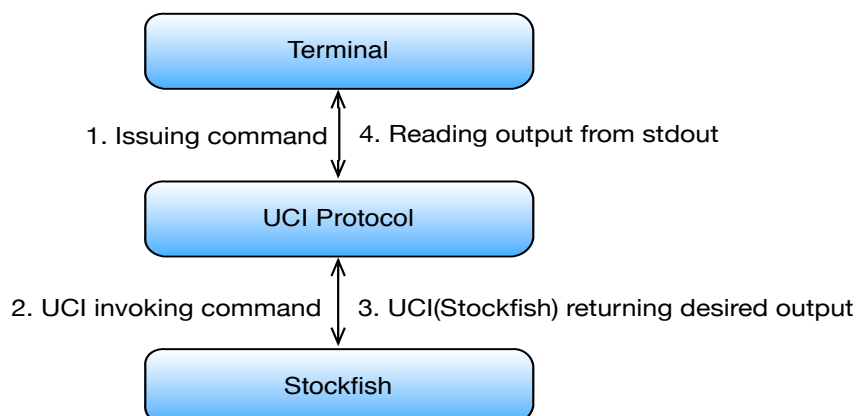 Terminal
1. Issuing command
4. Reading output from stdout
UCI Protocol
2. UCI invoking command
3. UCI(Stockfish) returning desired output
Stockfish